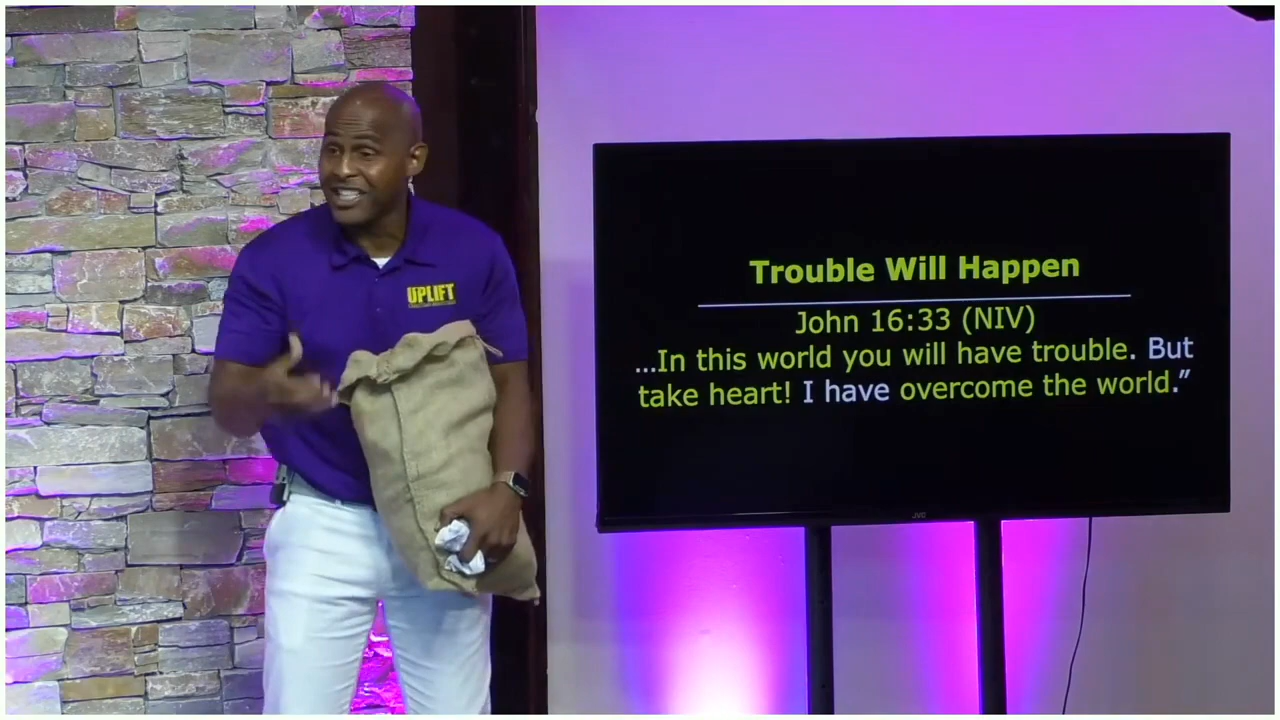 UPLIFT
Trouble Will Happen
John 16:33 (NIV)
...In this world you will have trouble. But
take heart! I have overcome the world.”
JVC